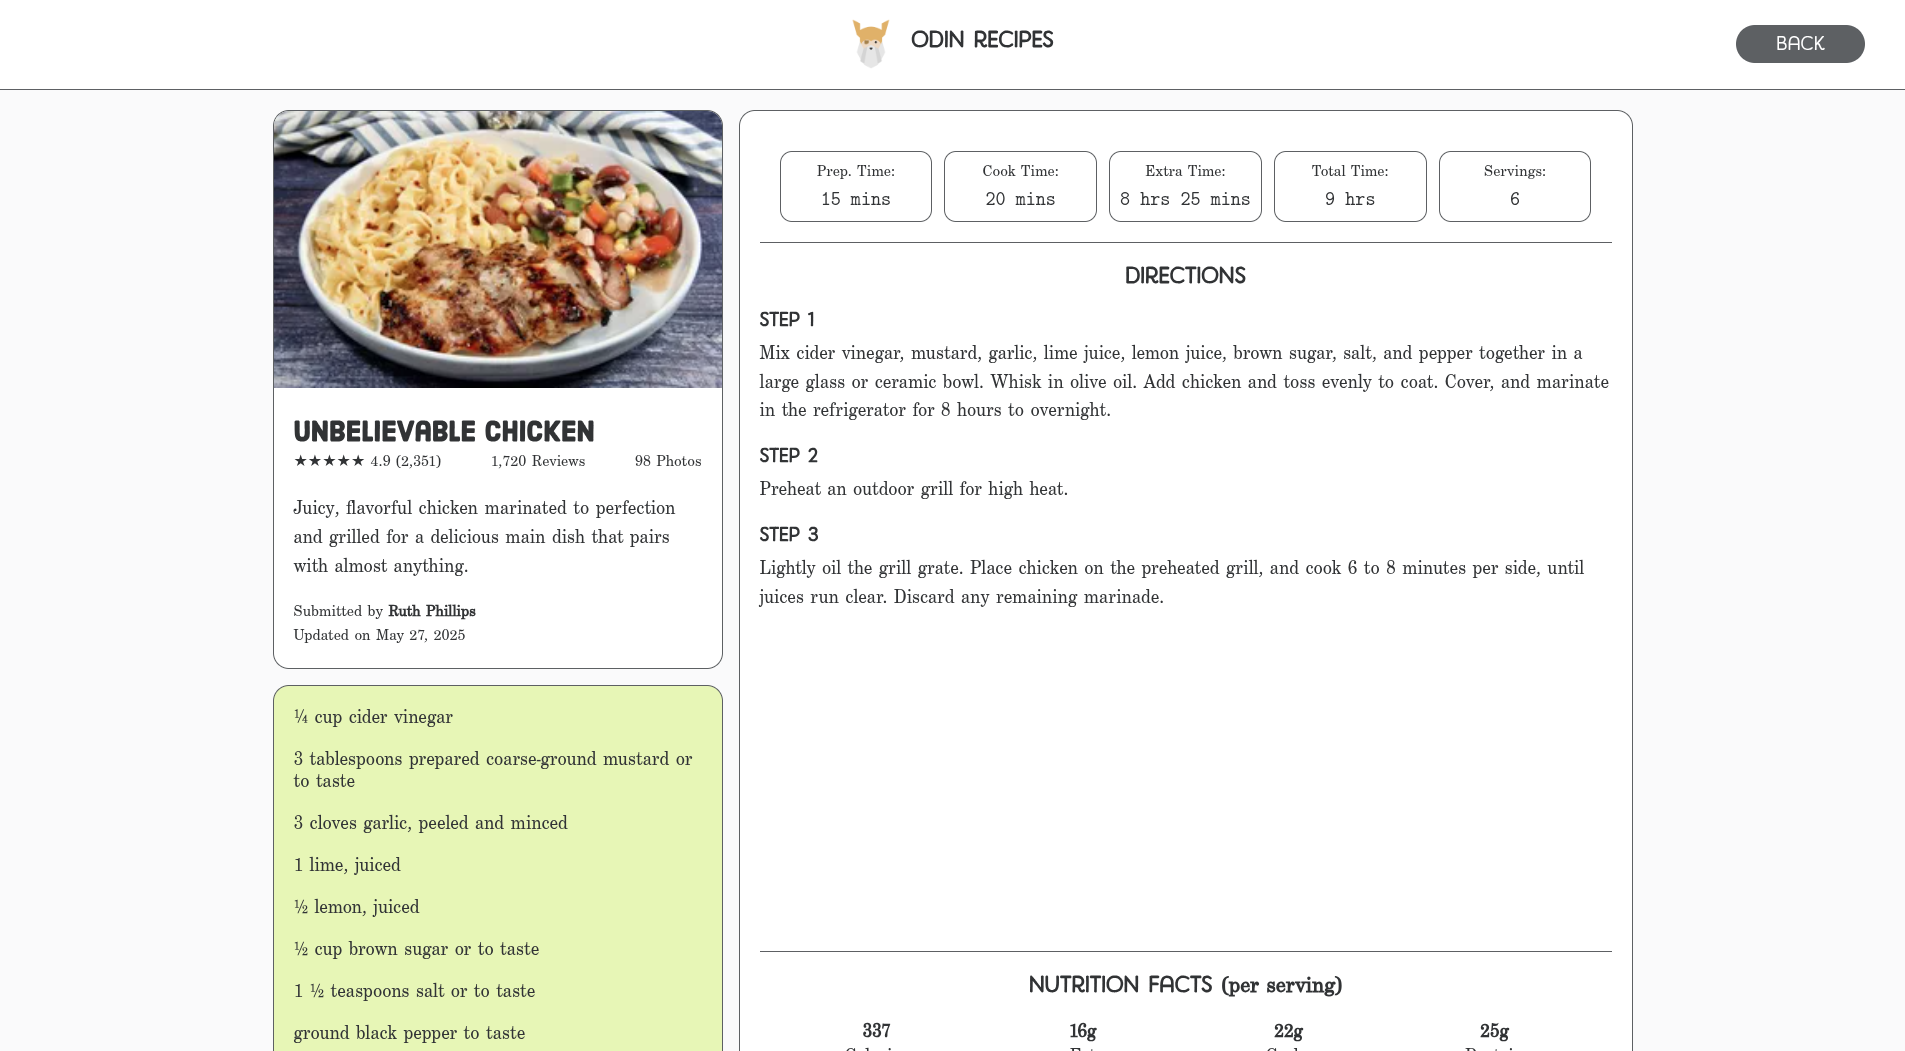 ODIN RECIPES
BACK
UNBELIEVABLE CHICKEN
★★★★★ 4.9 (2,351) 1,720 Reviews 98 Photos
Juicy, flavorful chicken marinated to perfection
and grilled for a delicious main dish that pairs
with almost anything.
Submitted by Ruth Phillips
Updated on May 27, 2025
¼ cup cider vinegar
3 tablespoons prepared coarse-ground mustard or
to taste
3 cloves garlic, peeled and minced
1 lime, juiced
½ lemon, juiced
½ cup brown sugar or to taste
1 ½ teaspoons salt or to taste
ground black pepper to taste
Prep. Time:
15 mins
Cook Time:
20 mins
Extra Time:
8 hrs 25 mins
Total Time:
9 hrs
Servings:
6
DIRECTIONS
STEP 1
Mix cider vinegar, mustard, garlic, lime juice, lemon juice, brown sugar, salt, and pepper together in a
large glass or ceramic bowl. Whisk in olive oil. Add chicken and toss evenly to coat. Cover, and marinate
in the refrigerator for 8 hours to overnight.
STEP 2
Preheat an outdoor grill for high heat.
STEP 3
Lightly oil the grill grate. Place chicken on the preheated grill, and cook 6 to 8 minutes per side, until
juices run clear. Discard any remaining marinade.
NUTRITION FACTS (per serving)
337 16g 22g 25g